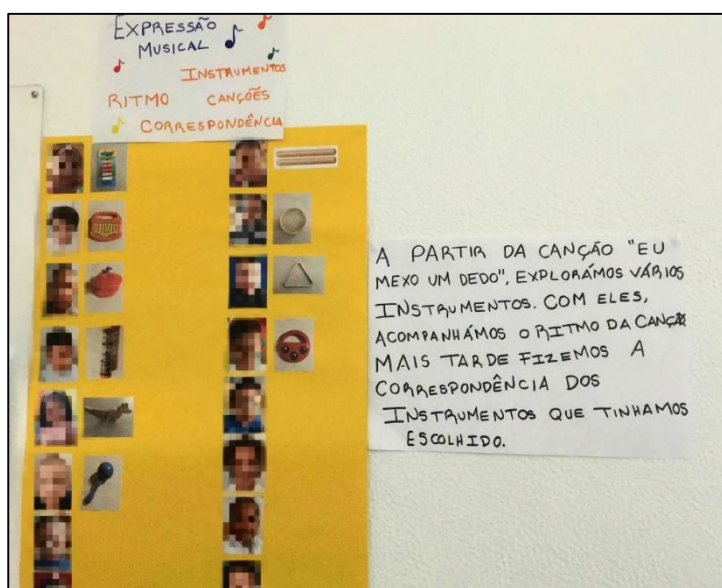 EXPRESSÃO
MUSICAL
INSTRUMENTOS
RITMO CANÇÕES
CORRESPONDÊNCIA
A PARTIR DA CANÇÃO "EU
MEXO UM DEDO", EXPLORÁMOS VÁRIOS
INSTRUMENTOS. COM ELES,
ACOMPANHÁMOS O RITMO DA CANÇÃO.
MAIS TARDE FIZEMOS A
CORRESPONDÊNCIA DOS
INSTRUMENTOS QUE TINHAMOS
ESCOLHIDO.